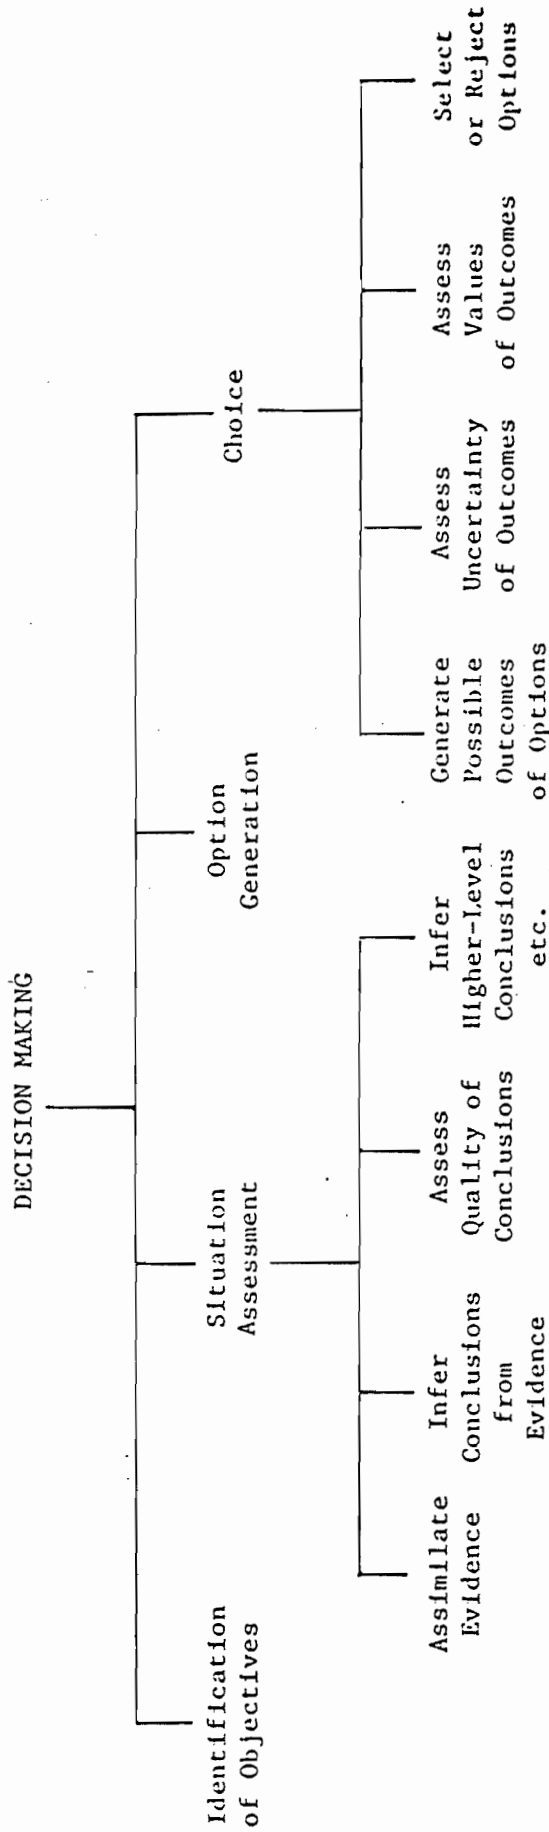 DECISION MAKING
Identification
of Objectives
Situation
Assessment
Option
Generation
Choice
Assimilate
Evidence
Infer
Conclusions
from
Evidence
Assess
Quality of
Conclusions
Infer
Higher-Level
Conclusions
etc.
Generate
Possible
Outcomes
of Options
Assess
Uncertainty
of Outcomes
Assess
Values
of Outcomes
Select
or Reject
Options